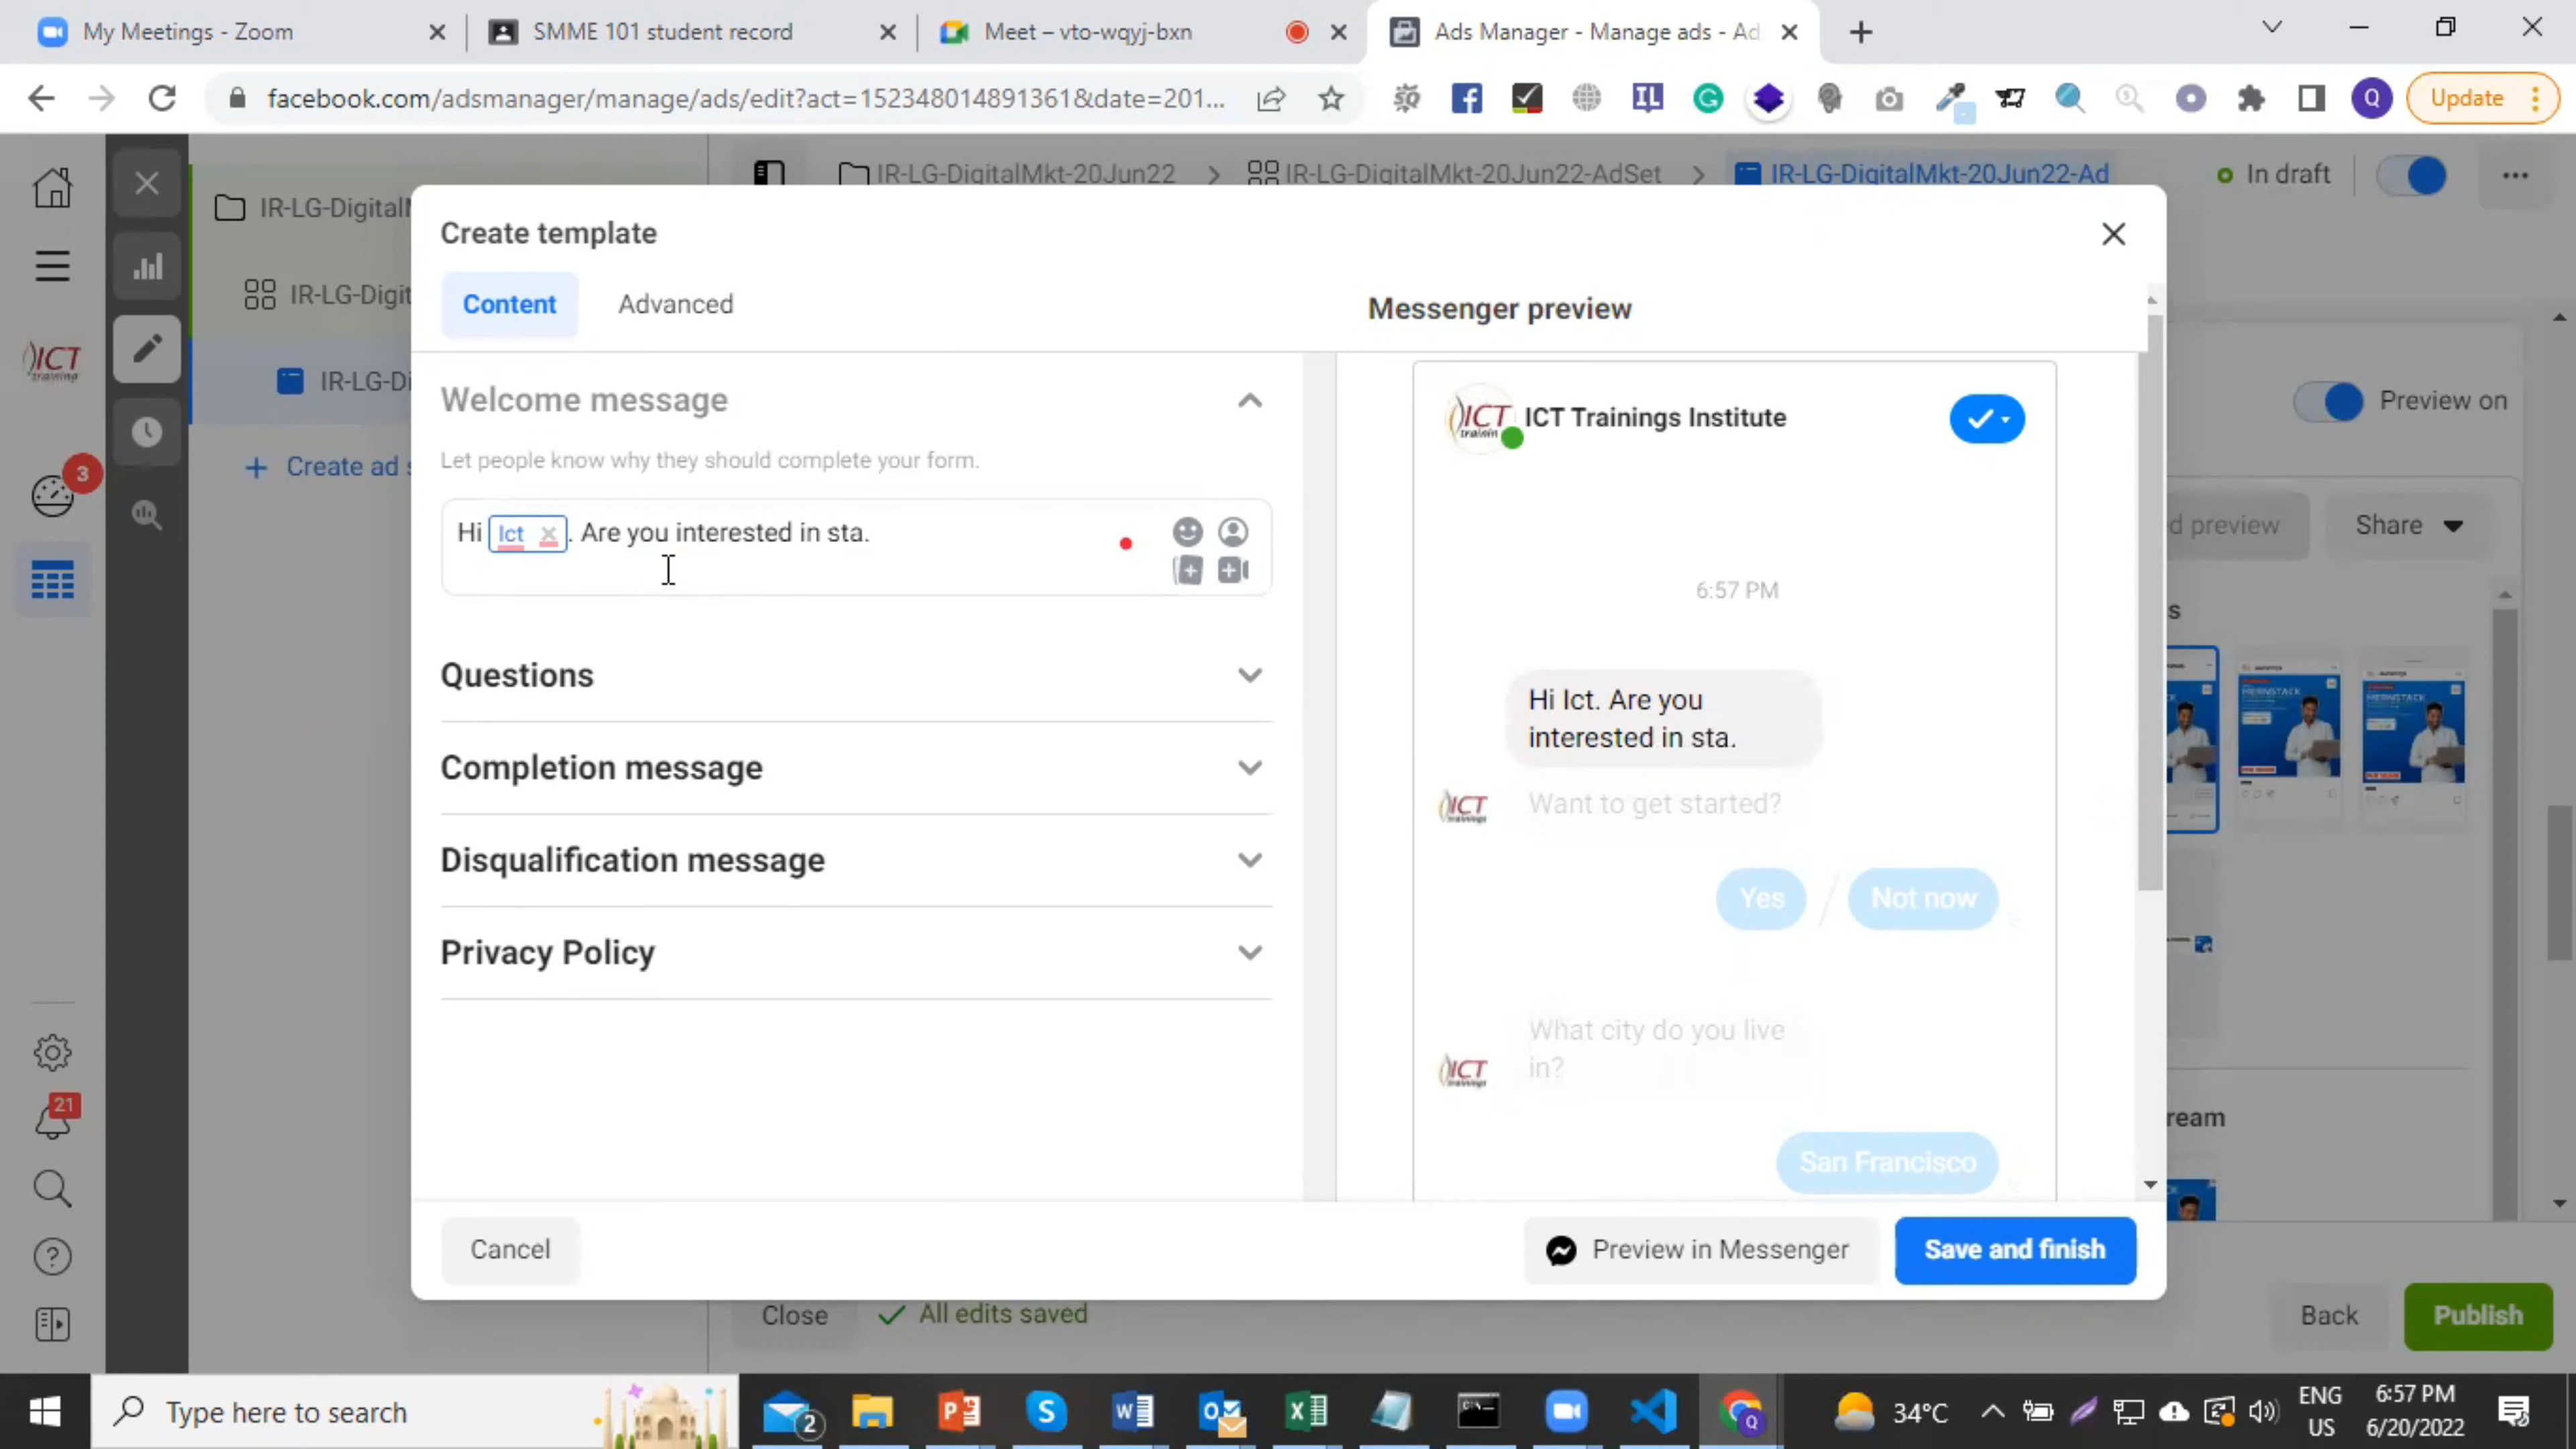 My Meetings - Zoom
SMME 101 student record
Meet – vto-wqyj-bxn
Ads Manager - Manage ads - Ad
facebook.com/adsmanager/manage/ads/edit?act=152348014891361&date=201...
Update
IR-LG-DigitalMkt-20Jun22
IR-LG-DigitalMkt-20Jun22-AdSet
IR-LG-DigitalMkt-20Jun22-Ad
In draft
IR-LG-Digital
IR-LG-Digit
IR-LG-Di
Create ad
3
21
ICT
training
Create template
Content
Advanced
Messenger preview
Welcome message
Let people know why they should complete your form.
Hi Ict . Are you interested in sta.
Questions
Completion message
Disqualification message
Privacy Policy
ICT Trainings Institute
6:57 PM
Hi Ict. Are you
interested in sta.
Want to get started?
Yes / Not now
What city do you live
in?
San Francisco
Cancel
Preview in Messenger
Save and finish
Preview on
d preview
Share
s
ream
Close
All edits saved
Back
Publish
Type here to search
2
34°C
ENG
US
6:57 PM
6/20/2022